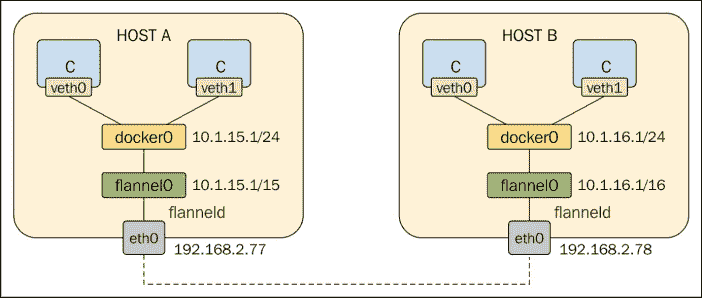 HOST A
C
C
veth0
veth1
docker0
10.1.15.1/24
flannel0
10.1.15.1/15
flanneld
eth0
192.168.2.77
HOST B
C
C
veth0
veth1
docker0
10.1.16.1/24
flannel0
10.1.16.1/16
flanneld
eth0
192.168.2.78